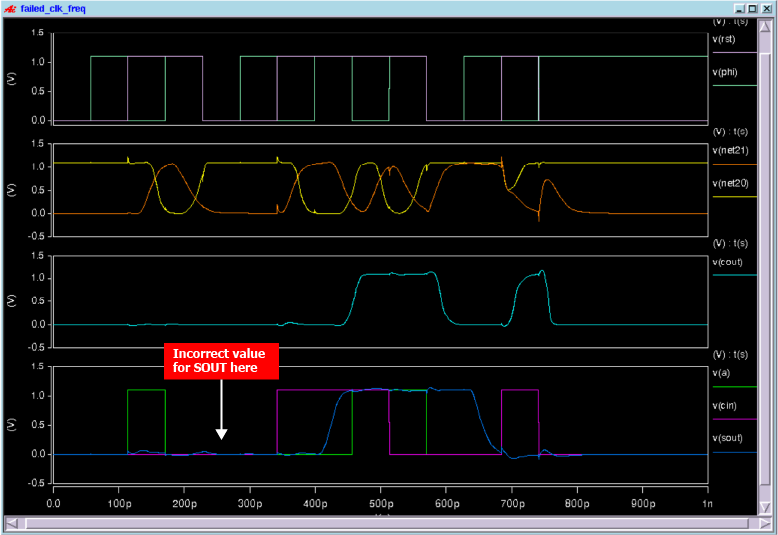 failed_clk_freq
(V) : t(s)
v(rst)
v(phi)
(V)
1.5
1.0
0.5
0.0
(V) : t(s)
v(net21)
v(net20)
(V)
1.5
1.0
0.5
0.0
-0.5
(V) : t(s)
v(cout)
(V)
1.5
1.0
0.5
0.0
-0.5
Incorrect value
for SOUT here
(V) : t(s)
v(a)
v(cin)
v(sout)
(V)
1.5
1.0
0.5
0.0
-0.5
0.0 100p 200p 300p 400p 500p 600p 700p 800p 900p 1n